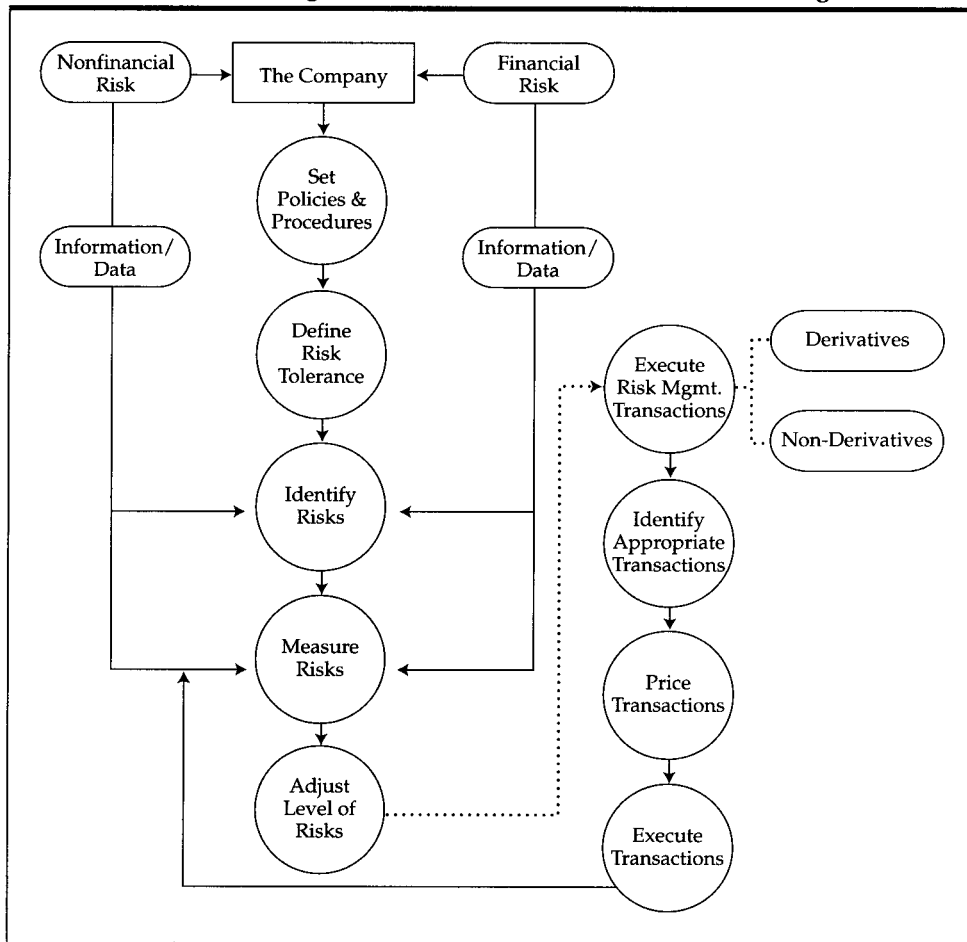 Nonfinancial
Risk
The Company
Financial
Risk
Set
Policies &
Procedures
Information/
Data
Information/
Data
Define
Risk
Tolerance
Execute
Risk Mgmt.
Transactions
Derivatives
Non-Derivatives
Identify
Risks
Identify
Appropriate
Transactions
Measure
Risks
Price
Transactions
Adjust
Level of
Risks
Execute
Transactions